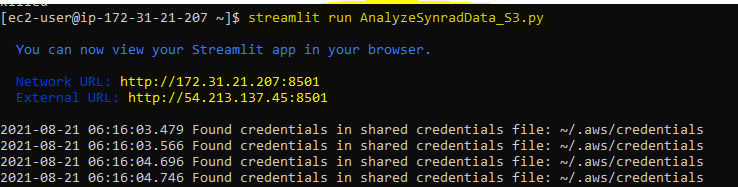 Killed
[ec2-user@ip-172-31-21-207 ~]$ streamlit run AnalyzeSynradData_S3.py
You can now view your Streamlit app in your browser.
Network URL: http://172.31.21.207:8501
External URL: http://54.213.137.45:8501
2021-08-21 06:16:03.479 Found credentials in shared credentials file: ~/.aws/credentials
2021-08-21 06:16:03.566 Found credentials in shared credentials file: ~/.aws/credentials
2021-08-21 06:16:04.696 Found credentials in shared credentials file: ~/.aws/credentials
2021-08-21 06:16:04.746 Found credentials in shared credentials file: ~/.aws/credentials